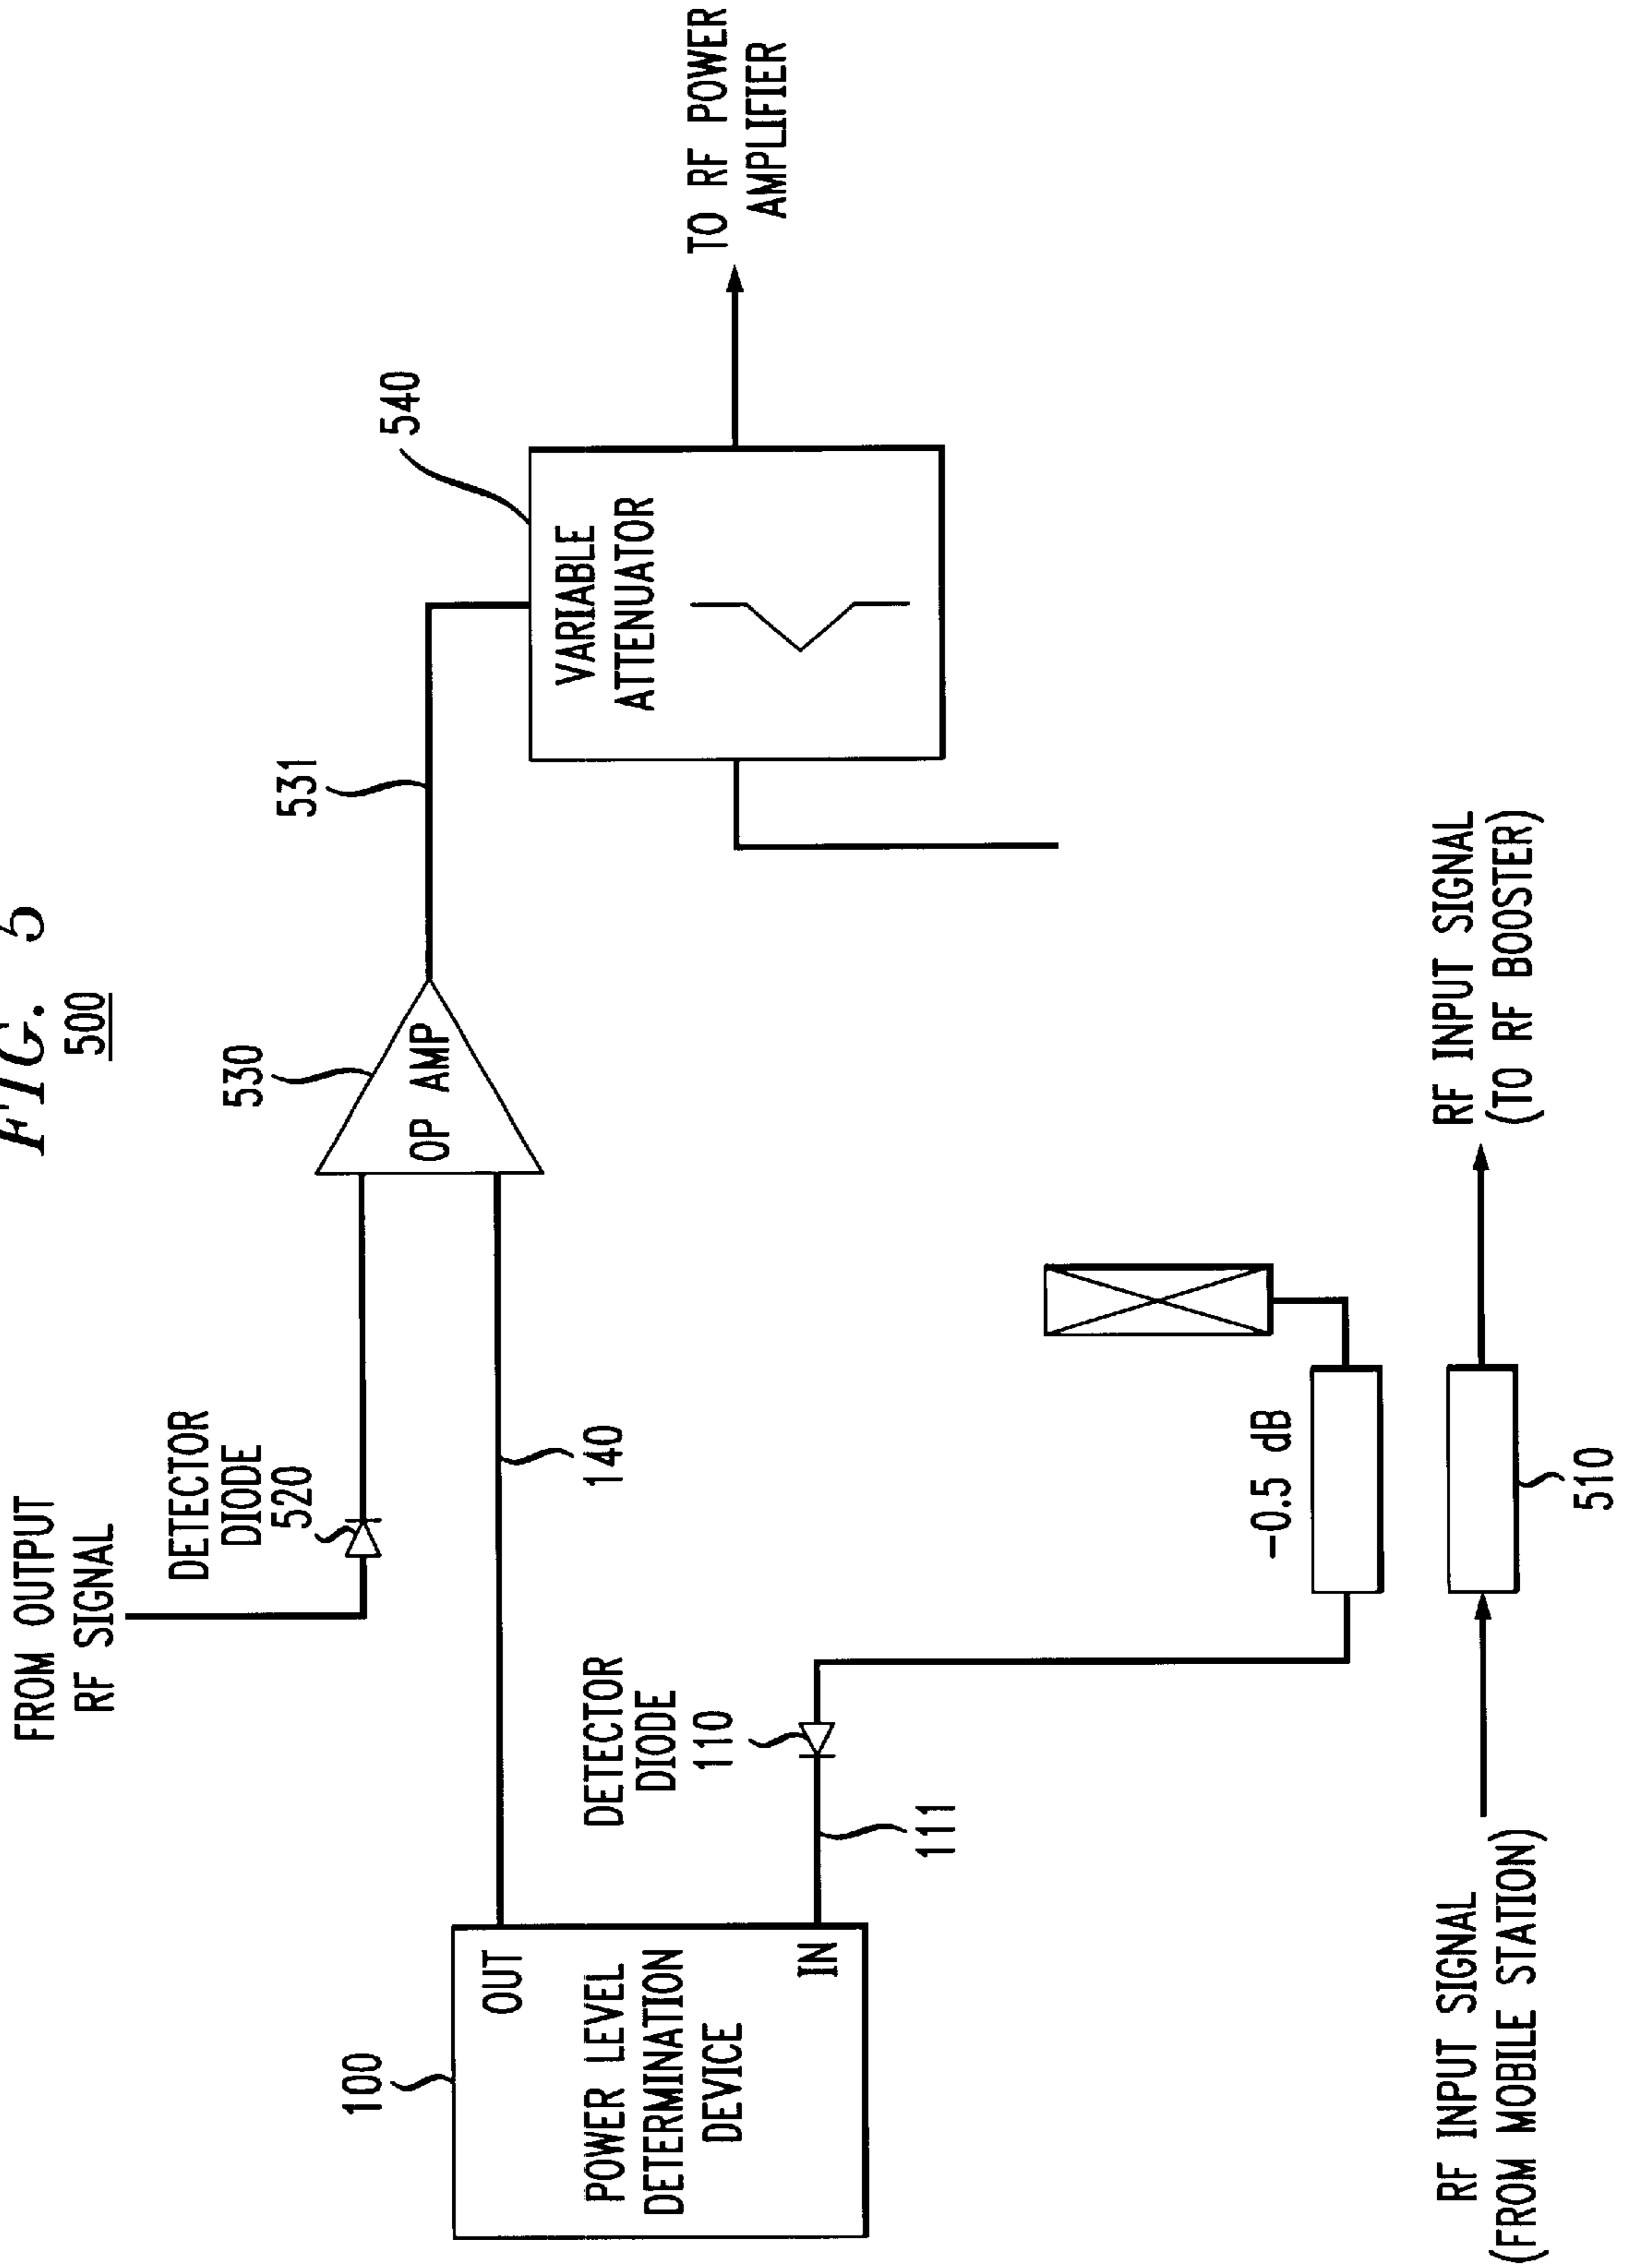 FIG. 5
500
FROM OUTPUT
RF SIGNAL
DETECTOR
DIODE
520
530
OP AMP
531
540
VARIABLE
ATTENUATOR
TO RF POWER
AMPLIFIER
100
OUT
POWER LEVEL
DETERMINATION
DEVICE
IN
140
DETECTOR
DIODE
110
111
-0.5 dB
RF INPUT SIGNAL
(FROM MOBILE STATION)
510
RF INPUT SIGNAL
(TO RF BOOSTER)